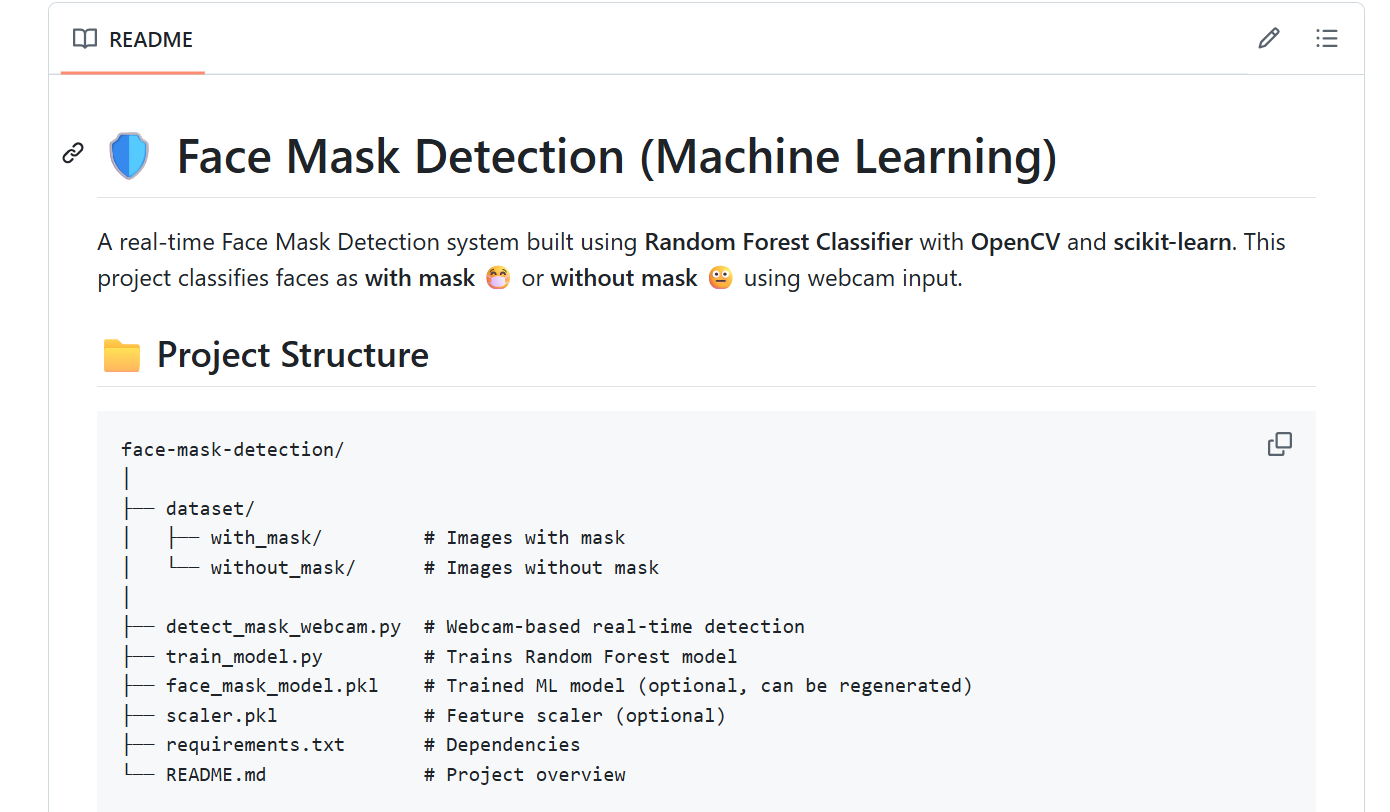 README
🛡️ Face Mask Detection (Machine Learning)
A real-time Face Mask Detection system built using Random Forest Classifier with OpenCV and scikit-learn. This
project classifies faces as with mask 😷 or without mask 😐 using webcam input.
📁 Project Structure
face-mask-detection/
│
├── dataset/
│   ├── with_mask/         # Images with mask
│   └── without_mask/      # Images without mask
│
├── detect_mask_webcam.py  # Webcam-based real-time detection
├── train_model.py         # Trains Random Forest model
├── face_mask_model.pkl    # Trained ML model (optional, can be regenerated)
├── scaler.pkl             # Feature scaler (optional)
├── requirements.txt       # Dependencies
└── README.md              # Project overview